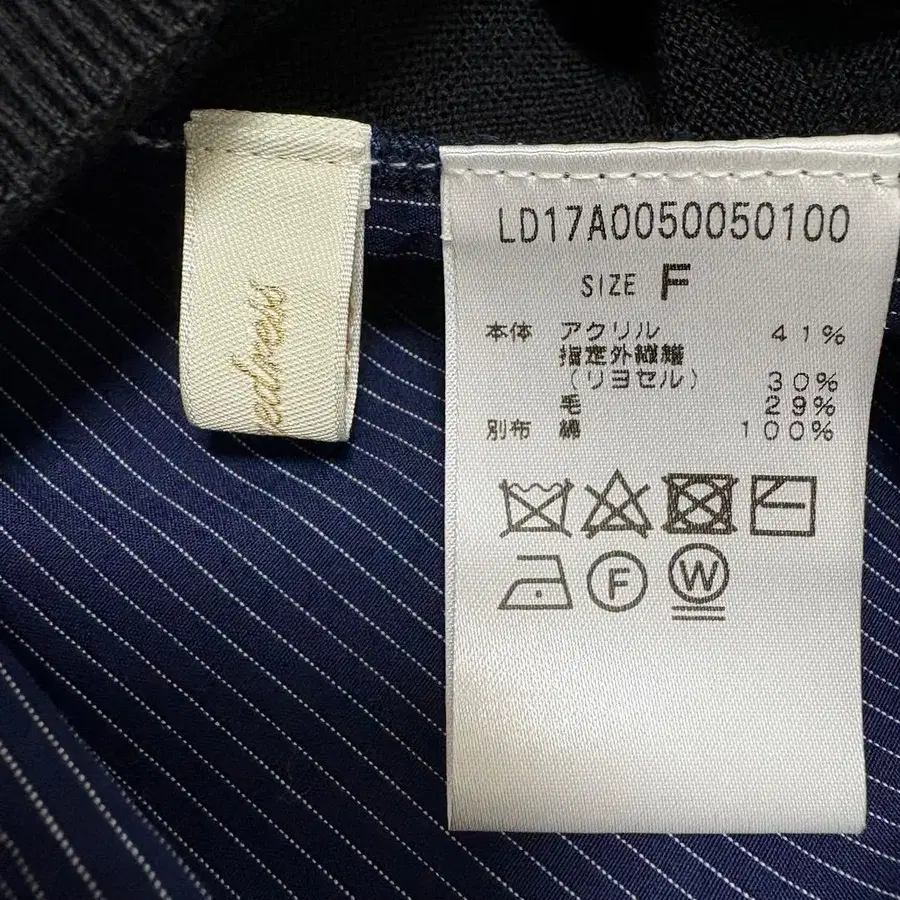 edress
LD17A0050050100
SIZE F
本体 アクリル 41%
指定外繊維
(リヨセル) 30%
毛 29%
別布 綿 100%
F W